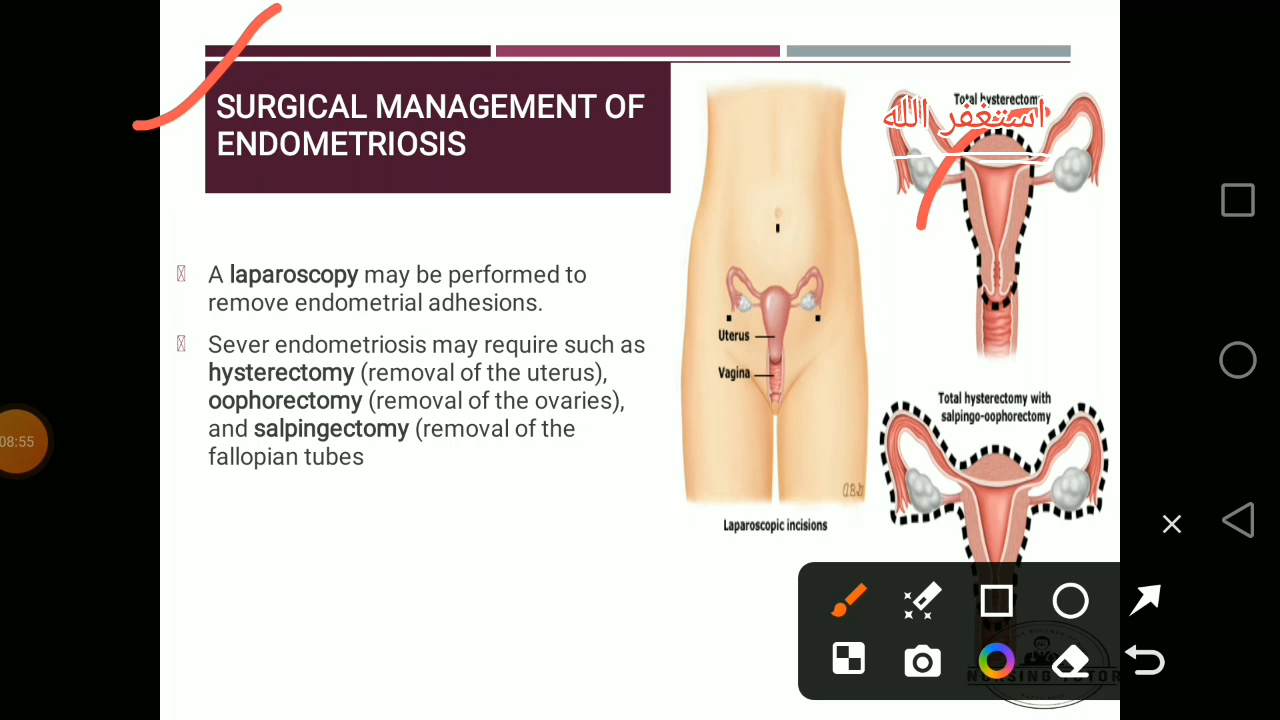 SURGICAL MANAGEMENT OF
ENDOMETRIOSIS
A laparoscopy may be performed to
remove endometrial adhesions.
Sever endometriosis may require such as
hysterectomy (removal of the uterus),
oophorectomy (removal of the ovaries),
and salpingectomy (removal of the
fallopian tubes
Uterus
Vagina
Laparoscopic incisions
Total hysterectomy
استغفر الله
Total hysterectomy with
salpingo-oophorectomy
08:55
NURSING TUTOR